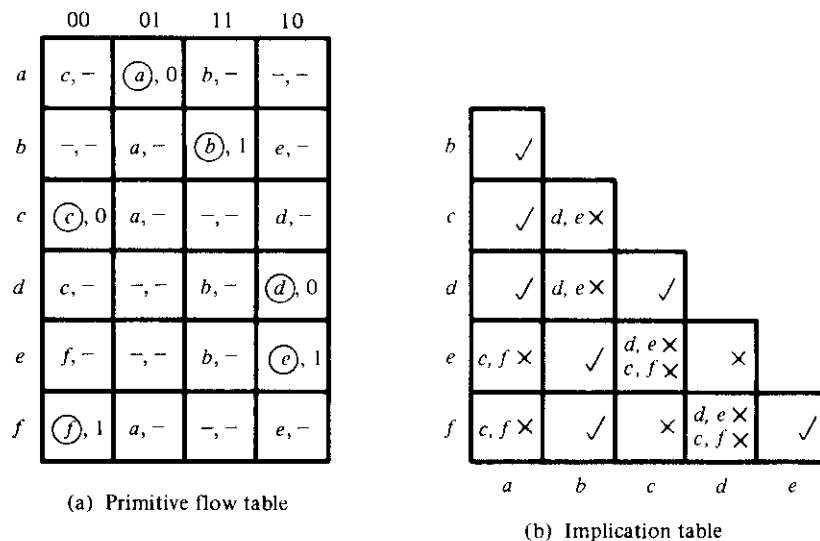 00 01 11 10
a c, – a, 0 b, – –, –
b –, – a, – b, 1 e, –
c c, 0 a, – –, – d, –
d c, – –, – b, – d, 0
e f, – –, – b, – e, 1
f f, 1 a, – –, – e, –
(a) Primitive flow table
b ✓
c ✓ d, e ×
d ✓ d, e × ✓
e c, f × ✓ d, e × c, f × ×
f c, f × ✓ × d, e × c, f × ✓
a b c d e
(b) Implication table